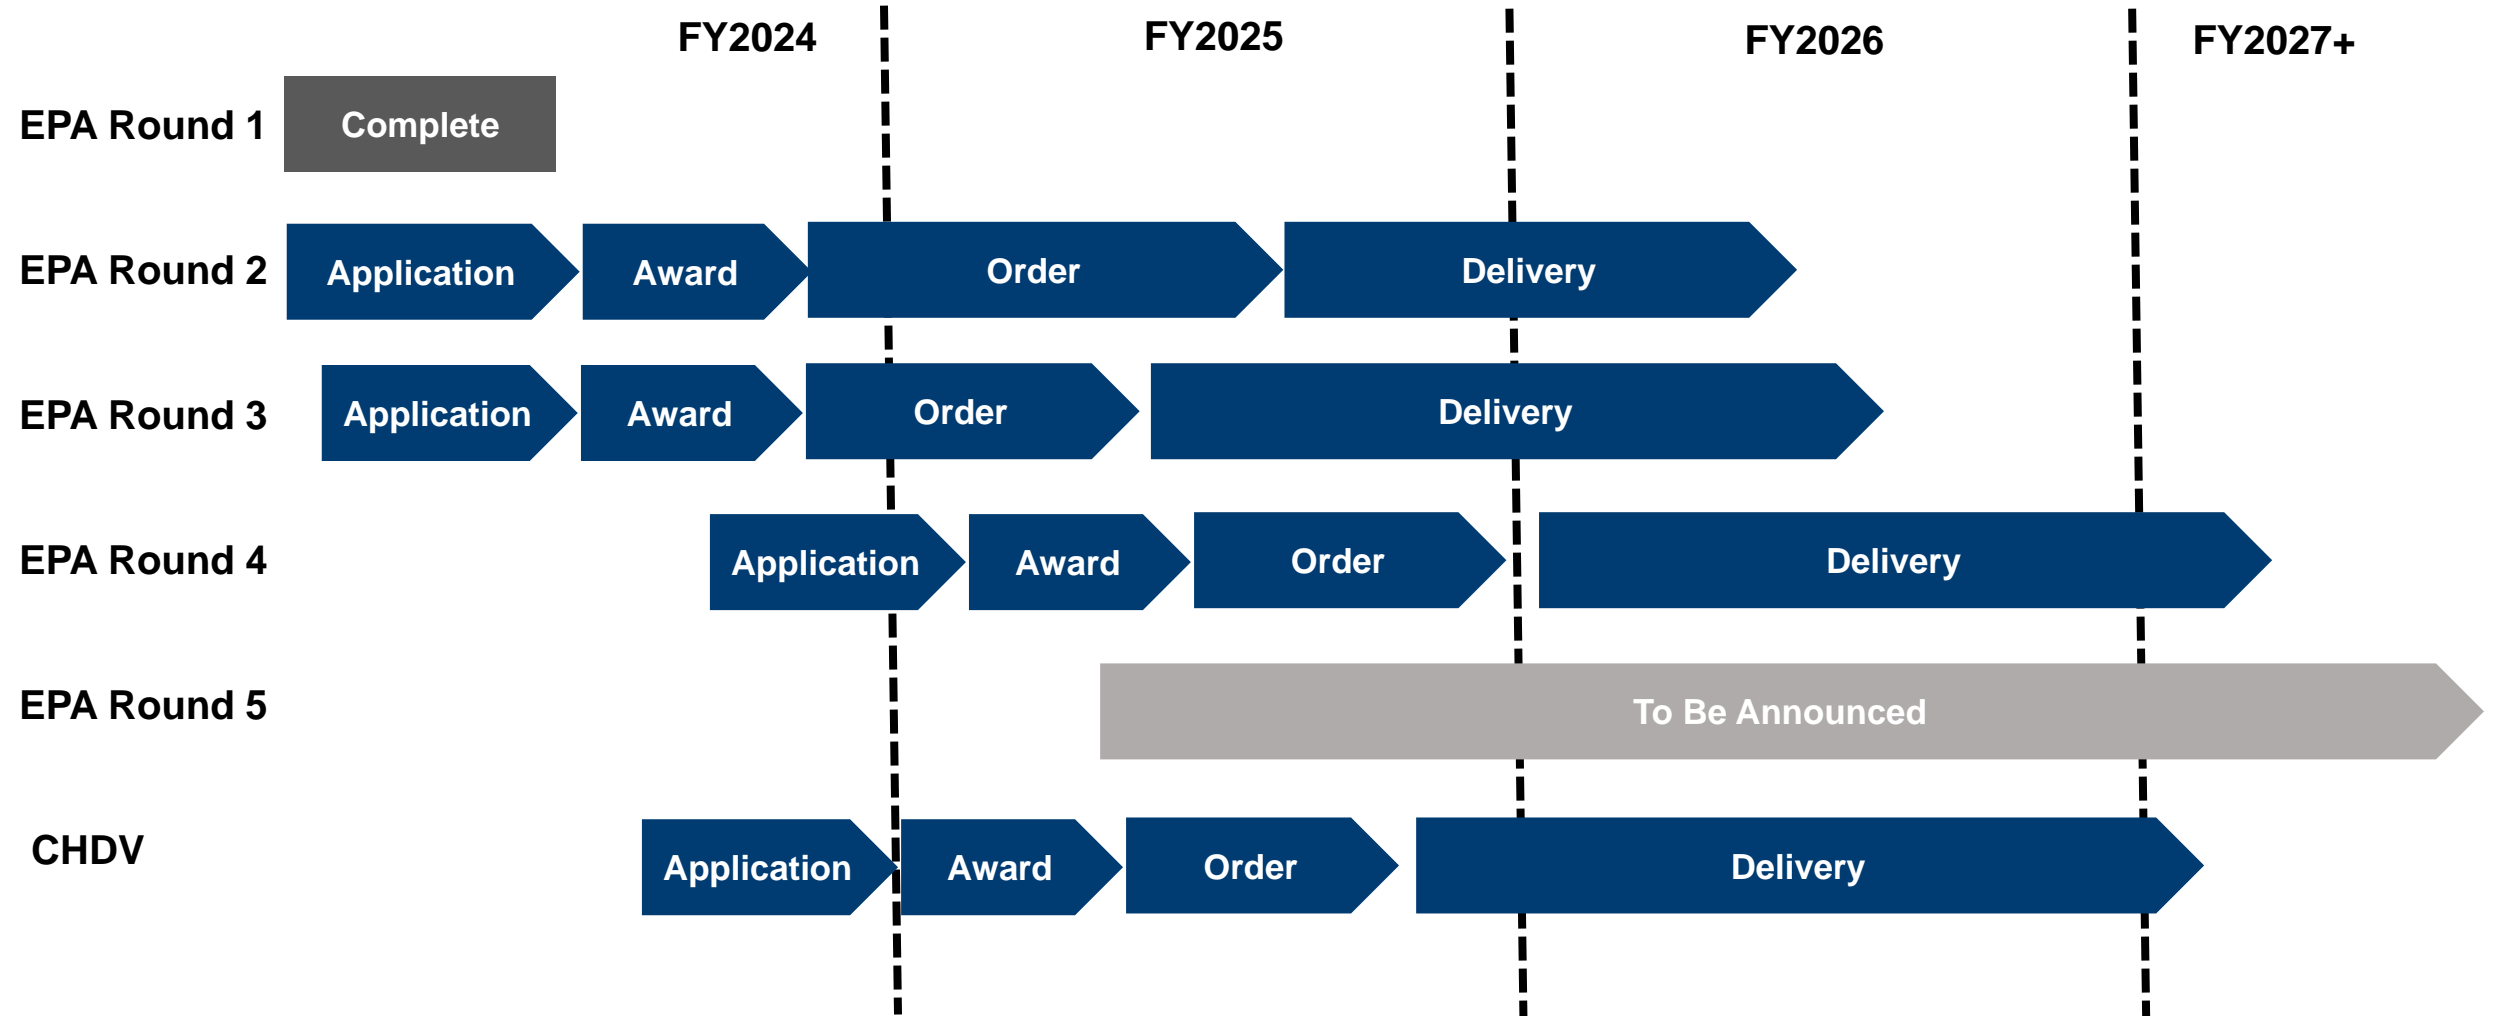 FY2024
FY2025
FY2026
FY2027+
EPA Round 1
Complete
EPA Round 2
Application
Award
Order
Delivery
EPA Round 3
Application
Award
Order
Delivery
EPA Round 4
Application
Award
Order
Delivery
EPA Round 5
To Be Announced
CHDV
Application
Award
Order
Delivery